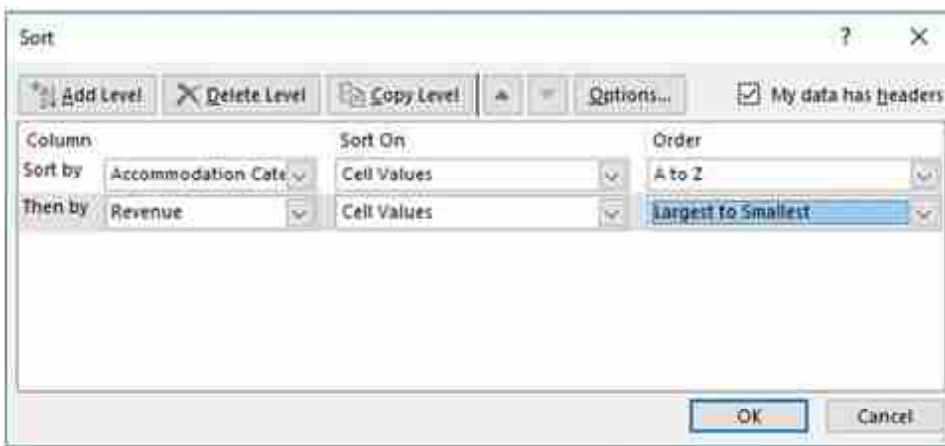 Sort ?
Add Level Delete Level Copy Level Options... My data has headers
Column Sort On Order
Sort by Accommodation Cate Cell Values A to Z
Then by Revenue Cell Values Largest to Smallest
OK Cancel